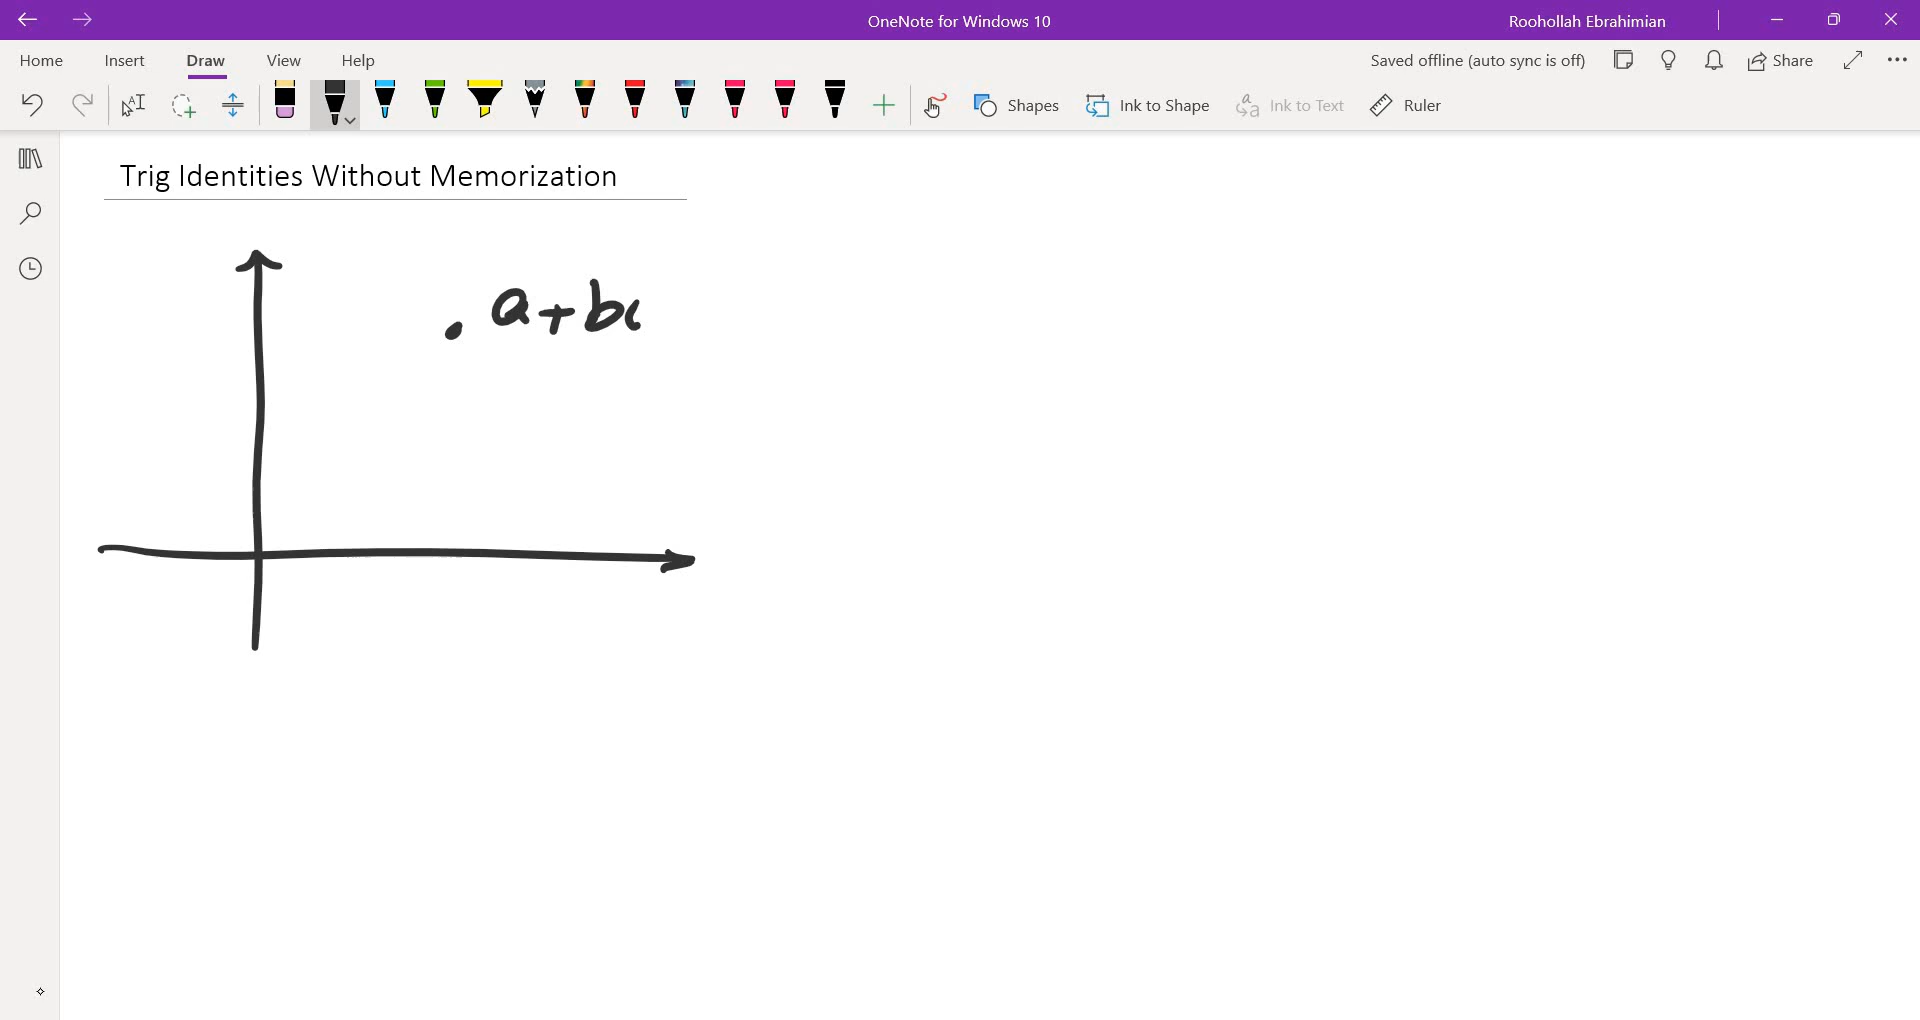 OneNote for Windows 10
Roohollah Ebrahimian
Home Insert Draw View Help
Saved offline (auto sync is off) Share
Shapes Ink to Shape Ink to Text Ruler
Trig Identities Without Memorization
a+bi